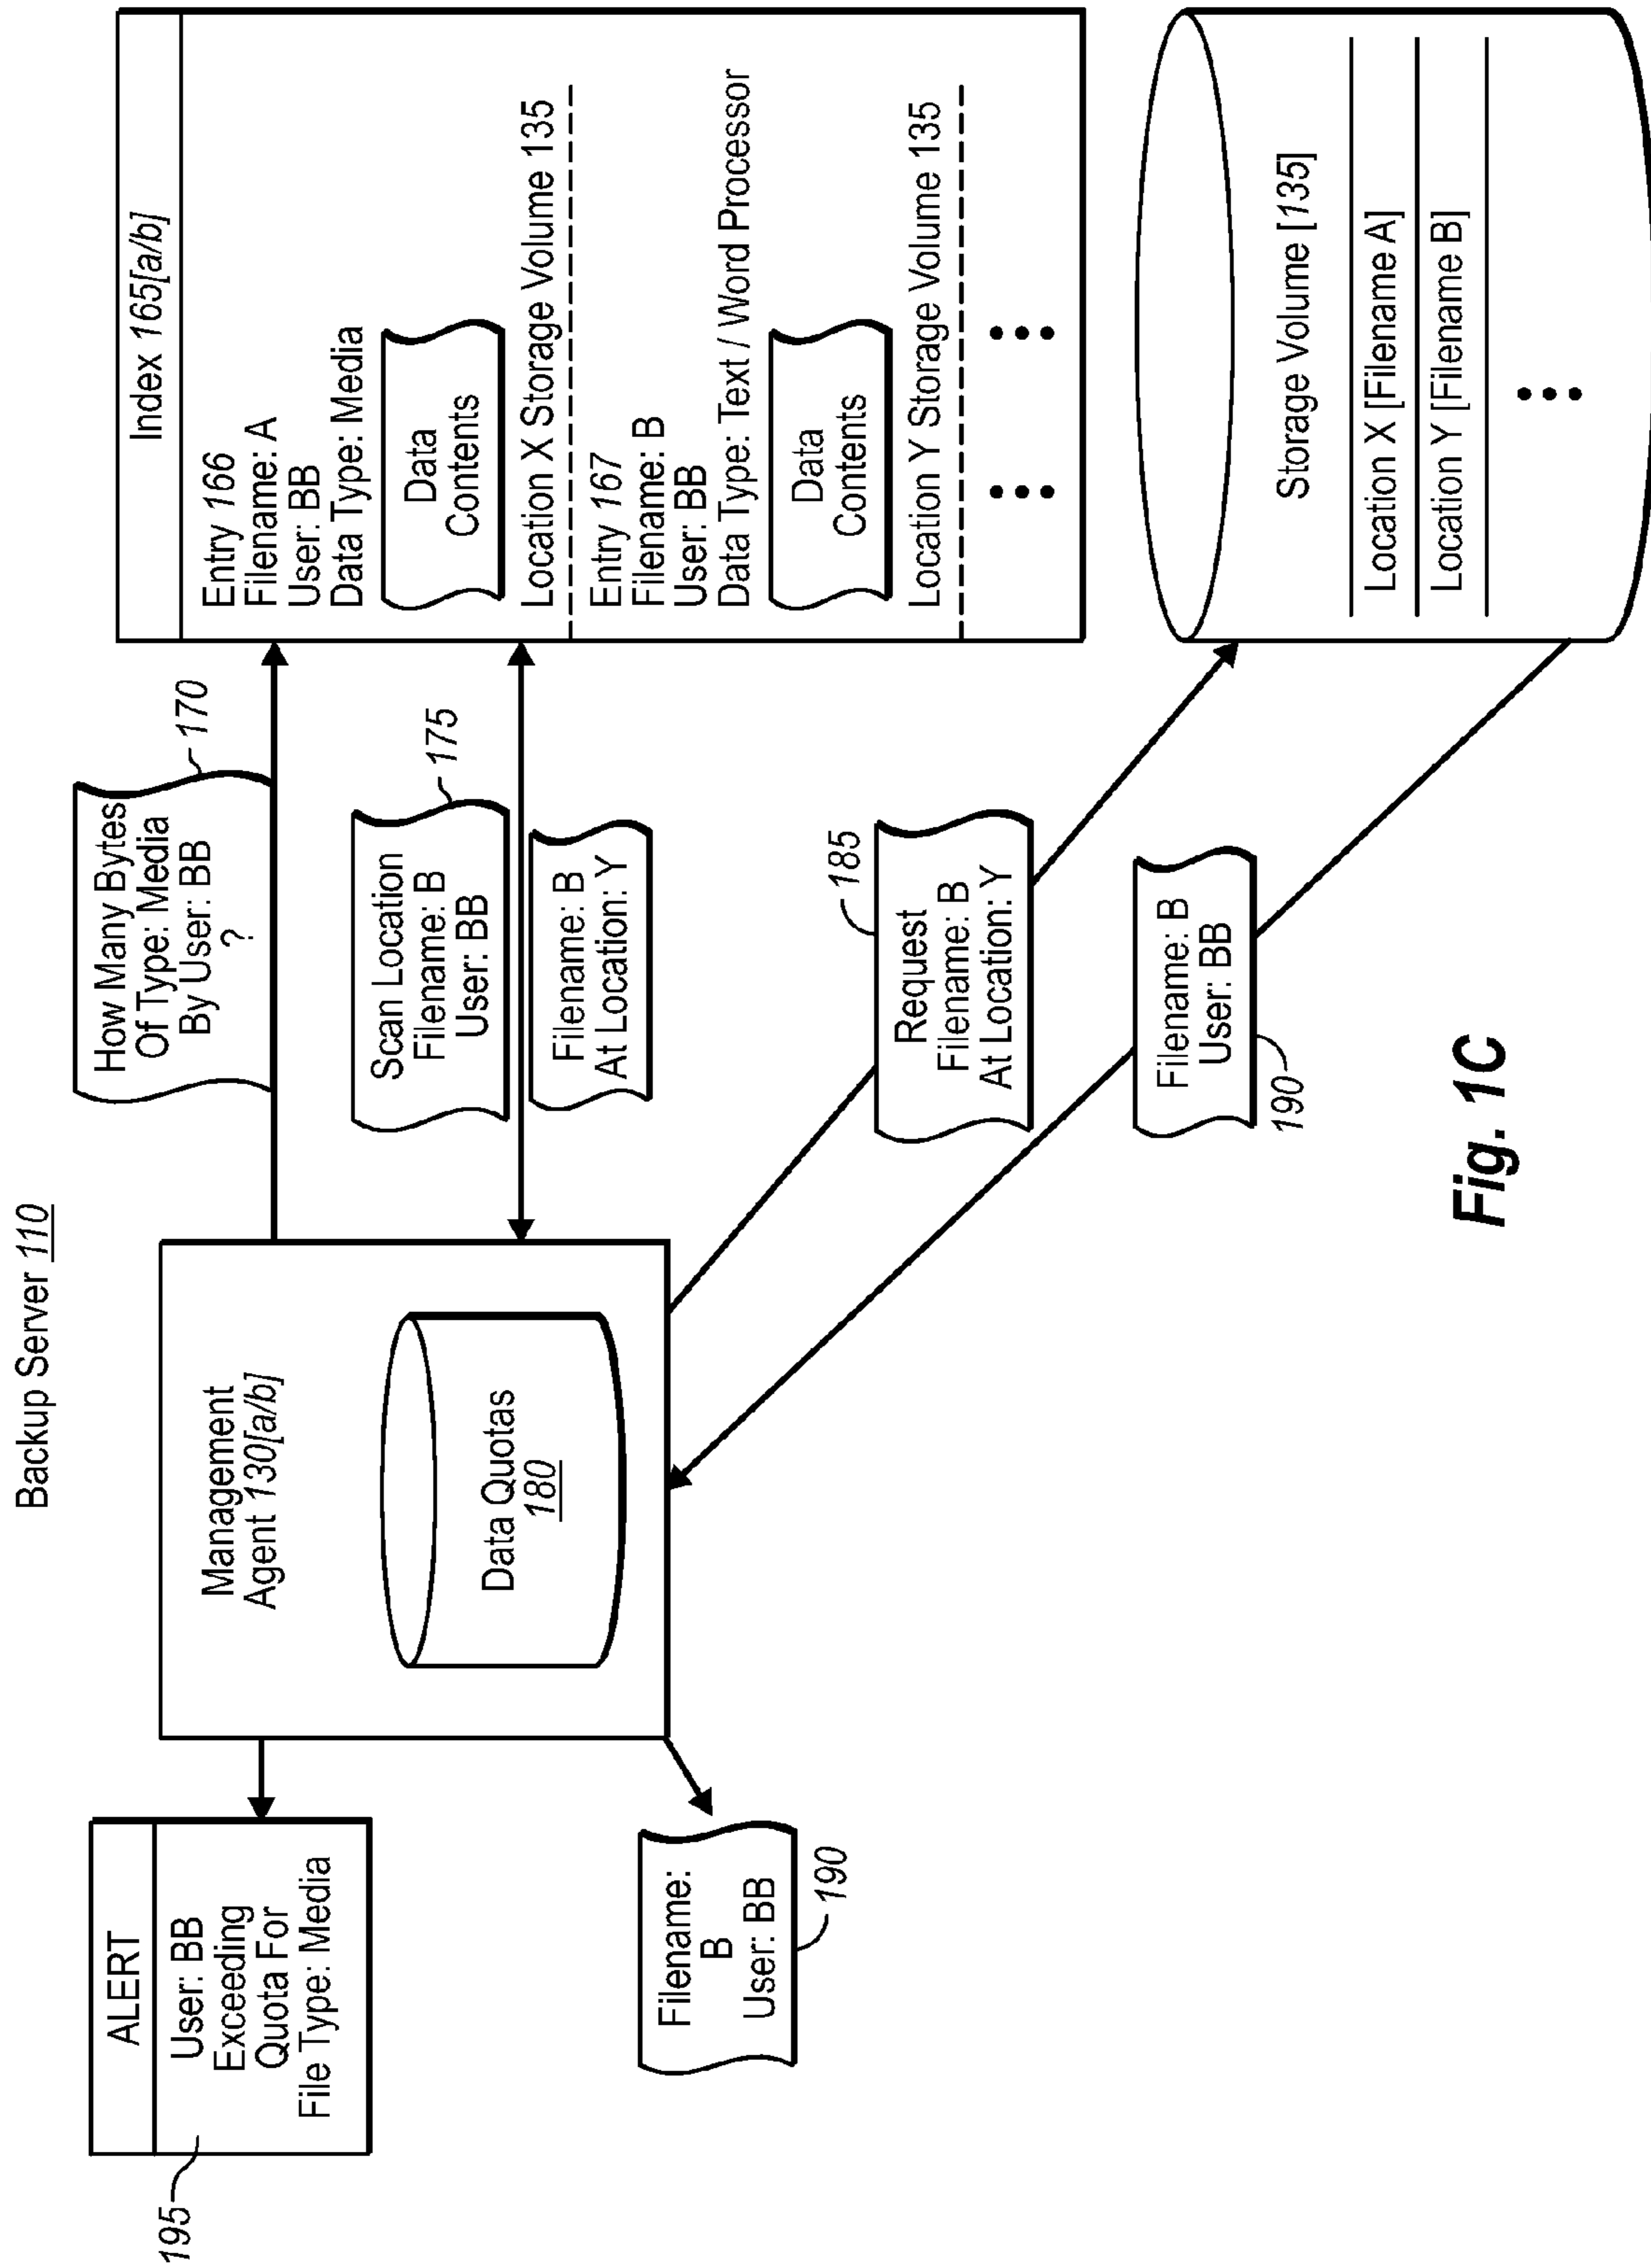 Backup Server 110
ALERT
User: BB
Exceeding
Quota For
File Type: Media
195
Filename:
B
User: BB
190
Management
Agent 130[a/b]
Data Quotas
180
How Many Bytes
Of Type: Media
By User: BB
?
170
Scan Location
Filename: B
User: BB
175
Filename: B
At Location: Y
185
Request
Filename: B
At Location: Y
Filename: B
User: BB
190
Index 165[a/b]
Entry 166
Filename: A
User: BB
Data Type: Media
Data
Contents
Location X Storage Volume 135
Entry 167
Filename: B
User: BB
Data Type: Text / Word Processor
Data
Contents
Location Y Storage Volume 135
Storage Volume [135]
Location X [Filename A]
Location Y [Filename B]
Fig. 1C